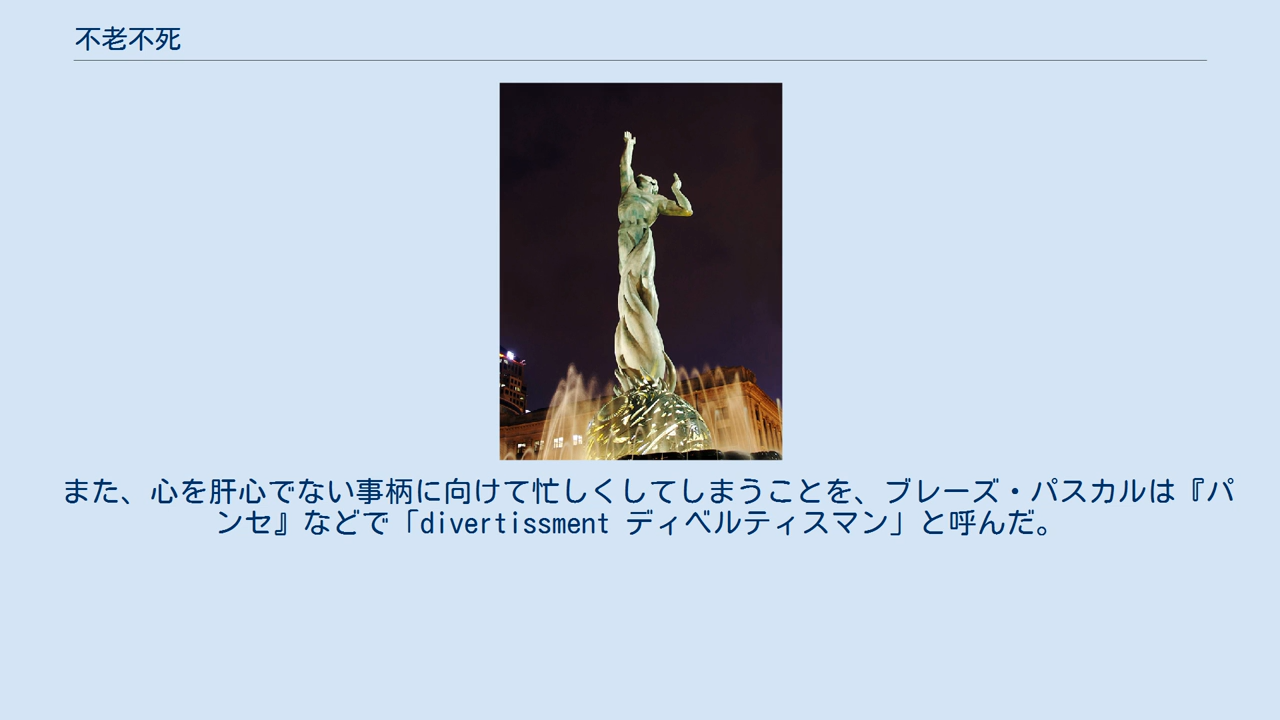 不老不死
また、心を肝心でない事柄に向けて忙しくしてしまうことを、ブレーズ・パスカルは『パ
ンセ』などで「divertissment ディベルティスマン」と呼んだ。